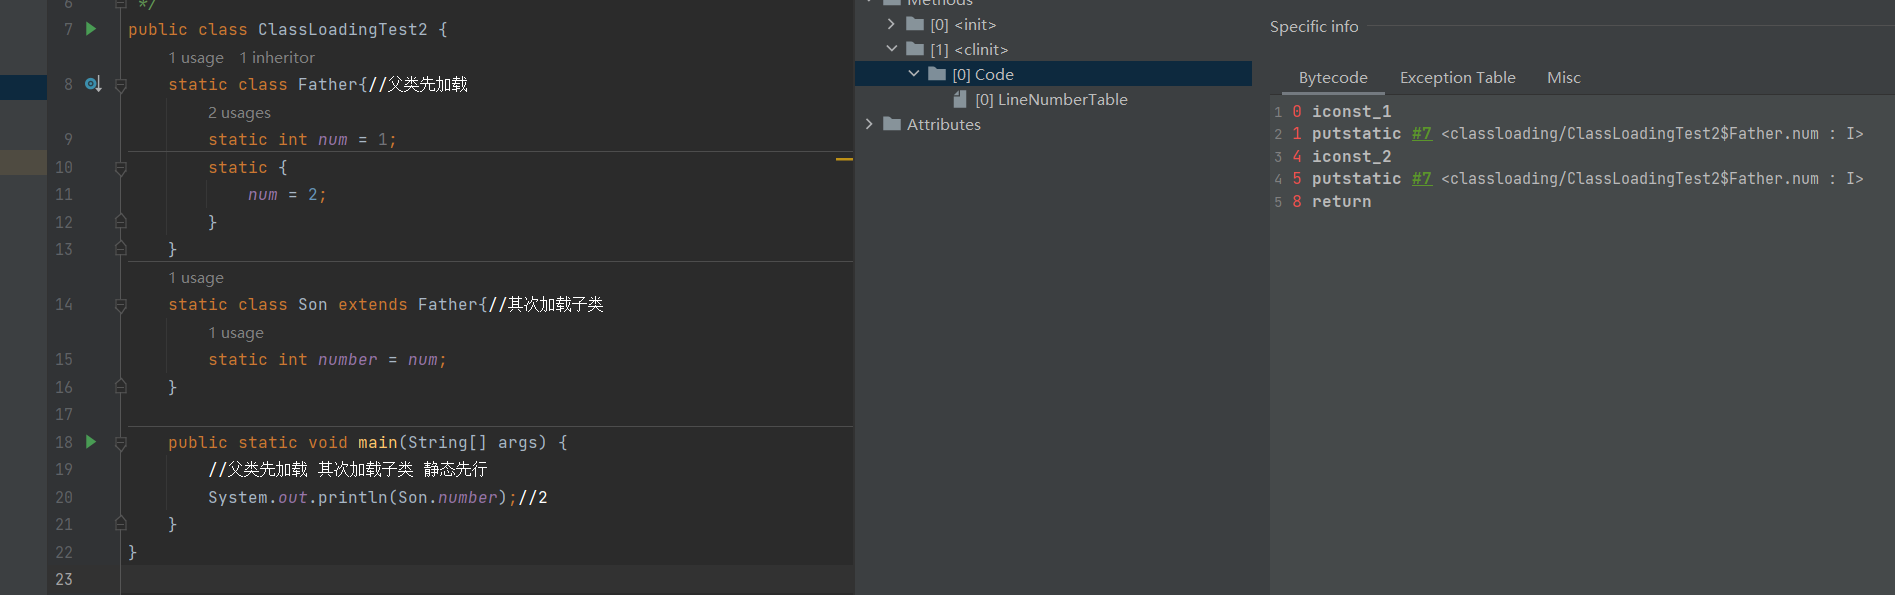 6 */
7 public class ClassLoadingTest2 {
1 usage 1 inheritor
8 static class Father{//父类先加载
2 usages
9 static int num = 1;
10 static {
11 num = 2;
12 }
13 }
1 usage
14 static class Son extends Father{//其次加载子类
1 usage
15 static int number = num;
16 }
17
18 public static void main(String[] args) {
19 //父类先加载 其次加载子类 静态先行
20 System.out.println(Son.number);//2
21 }
22 }
23
Methods
[0] <init>
[1] <clinit>
[0] Code
[0] LineNumberTable
Attributes
Specific info
Bytecode Exception Table Misc
1 0 iconst_1
2 1 putstatic #7 <classloading/ClassLoadingTest2$Father.num : I>
3 4 iconst_2
4 5 putstatic #7 <classloading/ClassLoadingTest2$Father.num : I>
5 8 return